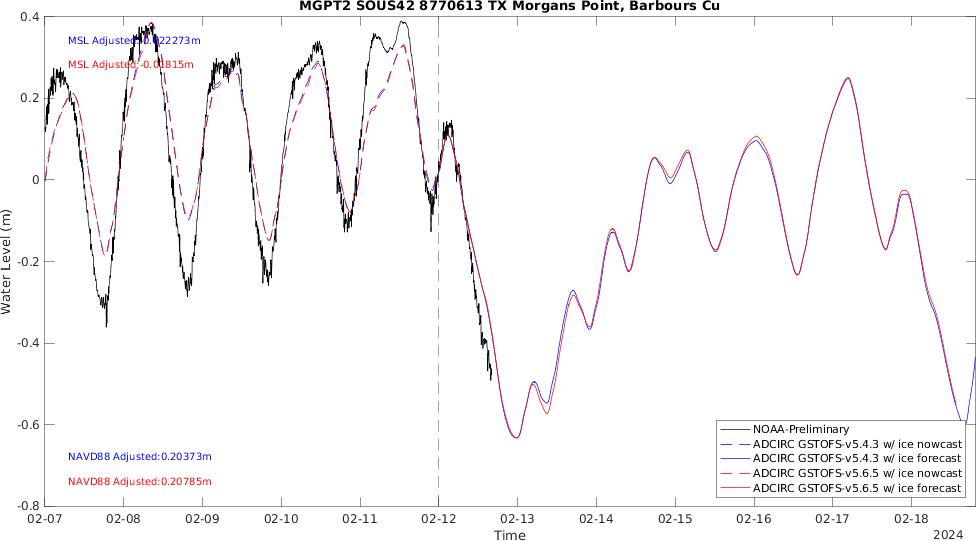 MGPT2 SOUS42 8770613 TX Morgans Point, Barbours Cu
0.4
MSL Adjusted:-0.022273m
MSL Adjusted:-0.01815m
0.2
0
-0.2
-0.4
-0.6
-0.8
Water Level (m)
NAVD88 Adjusted:0.20373m
NAVD88 Adjusted:0.20785m
NOAA-Preliminary
ADCIRC GSTOFS-v5.4.3 w/ ice nowcast
ADCIRC GSTOFS-v5.4.3 w/ ice forecast
ADCIRC GSTOFS-v5.6.5 w/ ice nowcast
ADCIRC GSTOFS-v5.6.5 w/ ice forecast
02-07 02-08 02-09 02-10 02-11 02-12 02-13 02-14 02-15 02-16 02-17 02-18
Time
2024